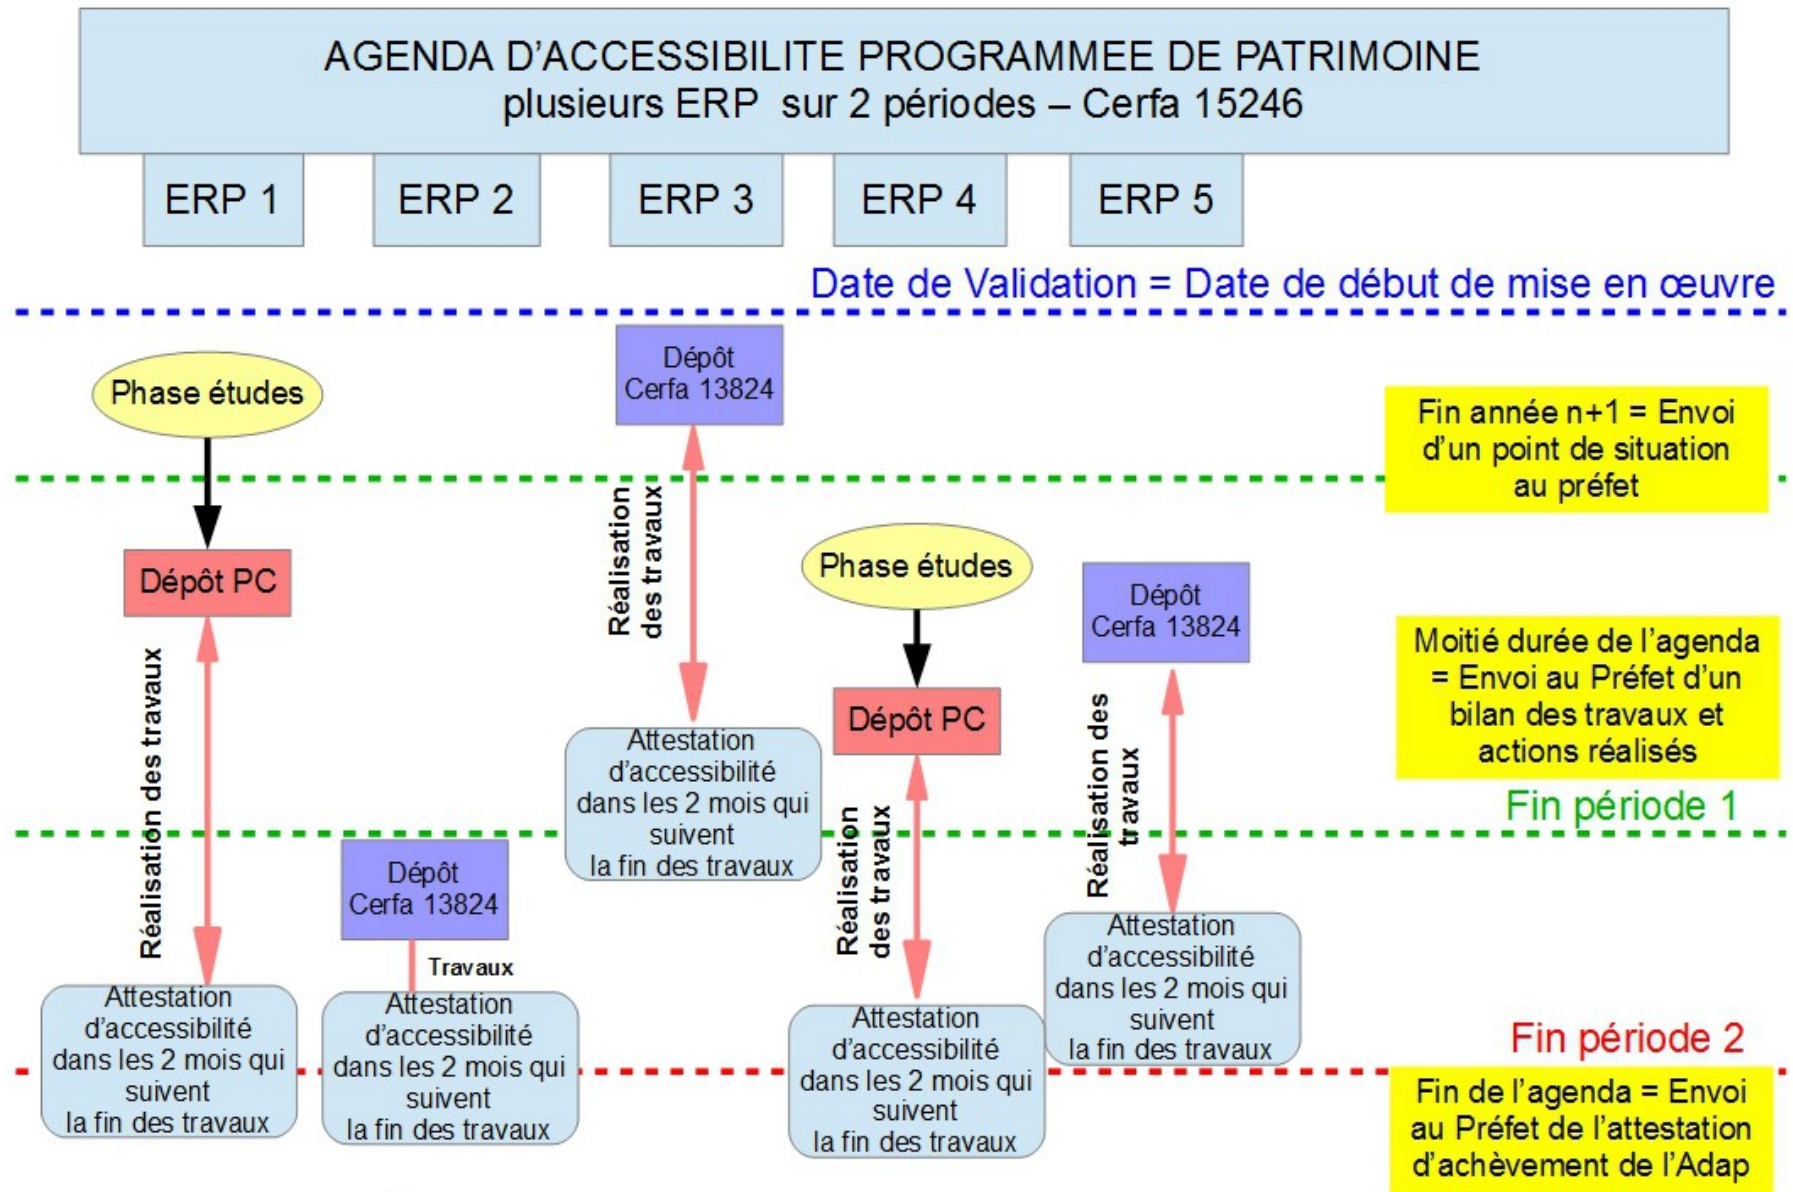 AGENDA D'ACCESSIBILITE PROGRAMMEE DE PATRIMOINE
plusieurs ERP sur 2 périodes – Cerfa 15246
ERP 1
ERP 2
ERP 3
ERP 4
ERP 5
Date de Validation = Date de début de mise en œuvre
Phase études
Dépôt PC
Réalisation des travaux
Attestation
d'accessibilité
dans les 2 mois qui
suivent
la fin des travaux
Dépôt
Cerfa 13824
Travaux
Attestation
d'accessibilité
dans les 2 mois qui
suivent
la fin des travaux
Dépôt
Cerfa 13824
Réalisation
des travaux
Attestation
d'accessibilité
dans les 2 mois qui
suivent
la fin des travaux
Phase études
Dépôt PC
Réalisation
des travaux
Attestation
d'accessibilité
dans les 2 mois qui
suivent
la fin des travaux
Dépôt
Cerfa 13824
Réalisation des
travaux
Attestation
d'accessibilité
dans les 2 mois qui
suivent
la fin des travaux
Fin année n+1 = Envoi
d'un point de situation
au préfet
Moitié durée de l'agenda
= Envoi au Préfet d'un
bilan des travaux et
actions réalisés
Fin période 1
Fin période 2
Fin de l'agenda = Envoi
au Préfet de l'attestation
d'achèvement de l'Adap